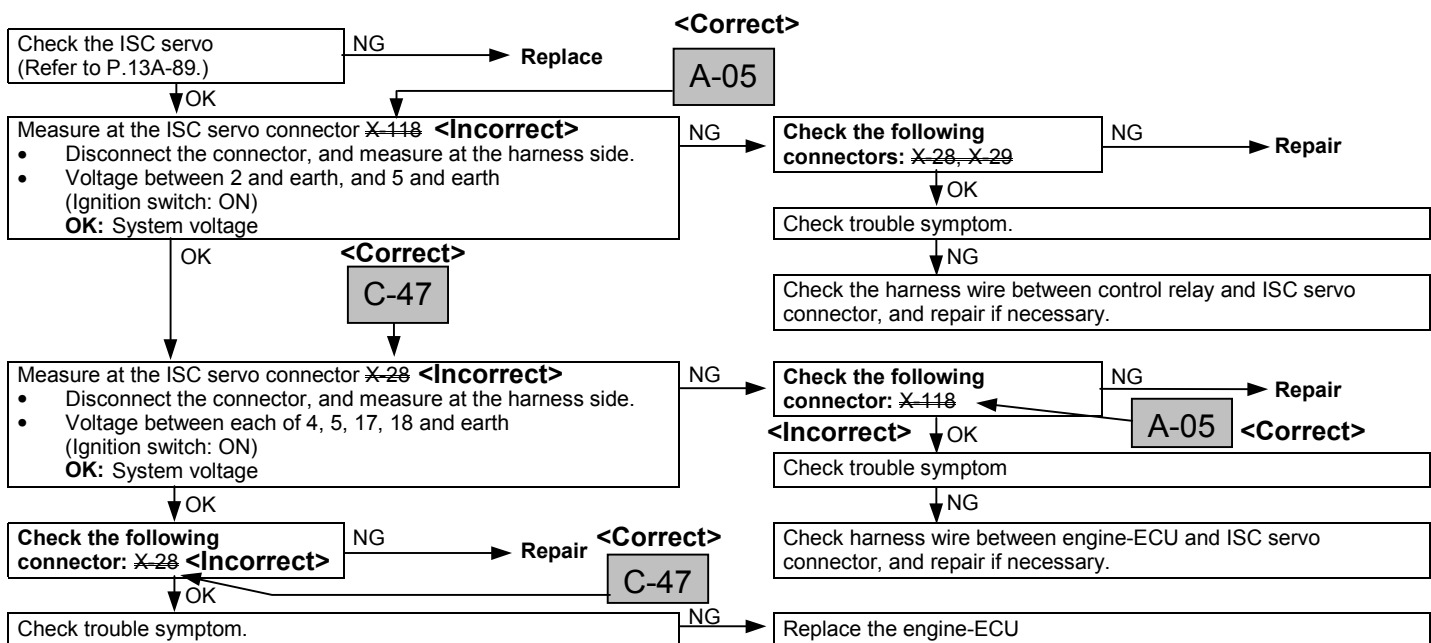 <Correct>
Check the ISC servo
(Refer to P.13A-89.)
NG
Replace
A-05
OK
Measure at the ISC servo connector X-118 <Incorrect>
• Disconnect the connector, and measure at the harness side.
• Voltage between 2 and earth, and 5 and earth
(Ignition switch: ON)
OK: System voltage
NG
Check the following
connectors: X-28, X-29
NG
Repair
OK
Check trouble symptom.
NG
Check the harness wire between control relay and ISC servo
connector, and repair if necessary.
OK
<Correct>
C-47
Measure at the ISC servo connector X-28 <Incorrect>
• Disconnect the connector, and measure at the harness side.
• Voltage between each of 4, 5, 17, 18 and earth
(Ignition switch: ON)
OK: System voltage
NG
Check the following
connector: X-118
NG
Repair
<Incorrect>
OK
A-05
<Correct>
Check trouble symptom
NG
Check harness wire between engine-ECU and ISC servo
connector, and repair if necessary.
OK
Check the following
connector: X-28 <Incorrect>
NG
Repair
<Correct>
C-47
OK
Check trouble symptom.
NG
Replace the engine-ECU